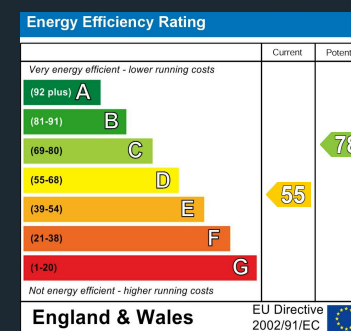 Energy Efficiency Rating
Current Potent
Very energy efficient - lower running costs
(92 plus) A
(81-91) B
(69-80) C
78
(55-68) D
55
(39-54) E
(21-38) F
(1-20) G
Not energy efficient - higher running costs
England & Wales
EU Directive
2002/91/EC